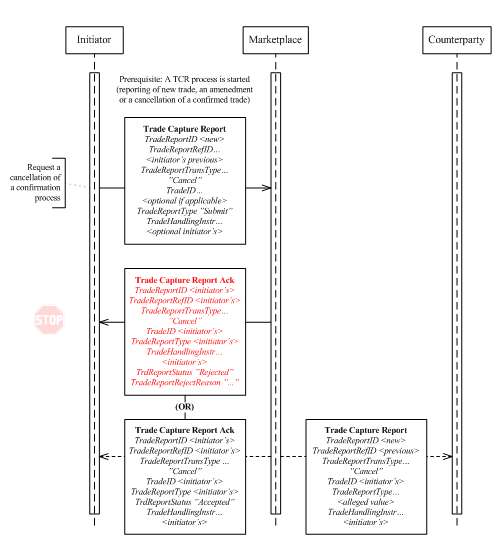 Initiator
Marketplace
Counterparty
Prerequisite: A TCR process is started
(reporting of new trade, an amenedment
or a cancellation of a confirmed trade)
Request a
cancellation of
a confirmation
process
Trade Capture Report
TradeReportID <new>
TradeReportRefID...
<initiator's previous>
TradeReportTransType...
"Cancel"
TradeID...
<optional if applicable>
TradeReportType "Submit"
TradeHandlingInstr...
<optional initiator's>
STOP
Trade Capture Report Ack
TradeReportID <initiator's>
TradeReportRefID <initiator's>
TradeReportTransType...
"Cancel"
TradeID <initiator's>
TradeReportType <initiator's>
TradeHandlingInstr...
<initiator's>
TrdReportStatus "Rejected"
TradeReportRejectReason "..."
(OR)
Trade Capture Report Ack
TradeReportID <initiator's>
TradeReportRefID <initiator's>
TradeReportTransType ...
"Cancel"
TradeID <initiator's>
TradeReportType <initiator's>
TrdReportStatus "Accepted"
TradeHandlingInstr...
<initiator's>
Trade Capture Report
TradeReportID <new>
TradeReportRefID <previous>
TradeReportTransType...
"Cancel"
TradeID <initiator's>
TradeReportType...
<alleged value>
TradeHandlingInstr...
<initiator's>